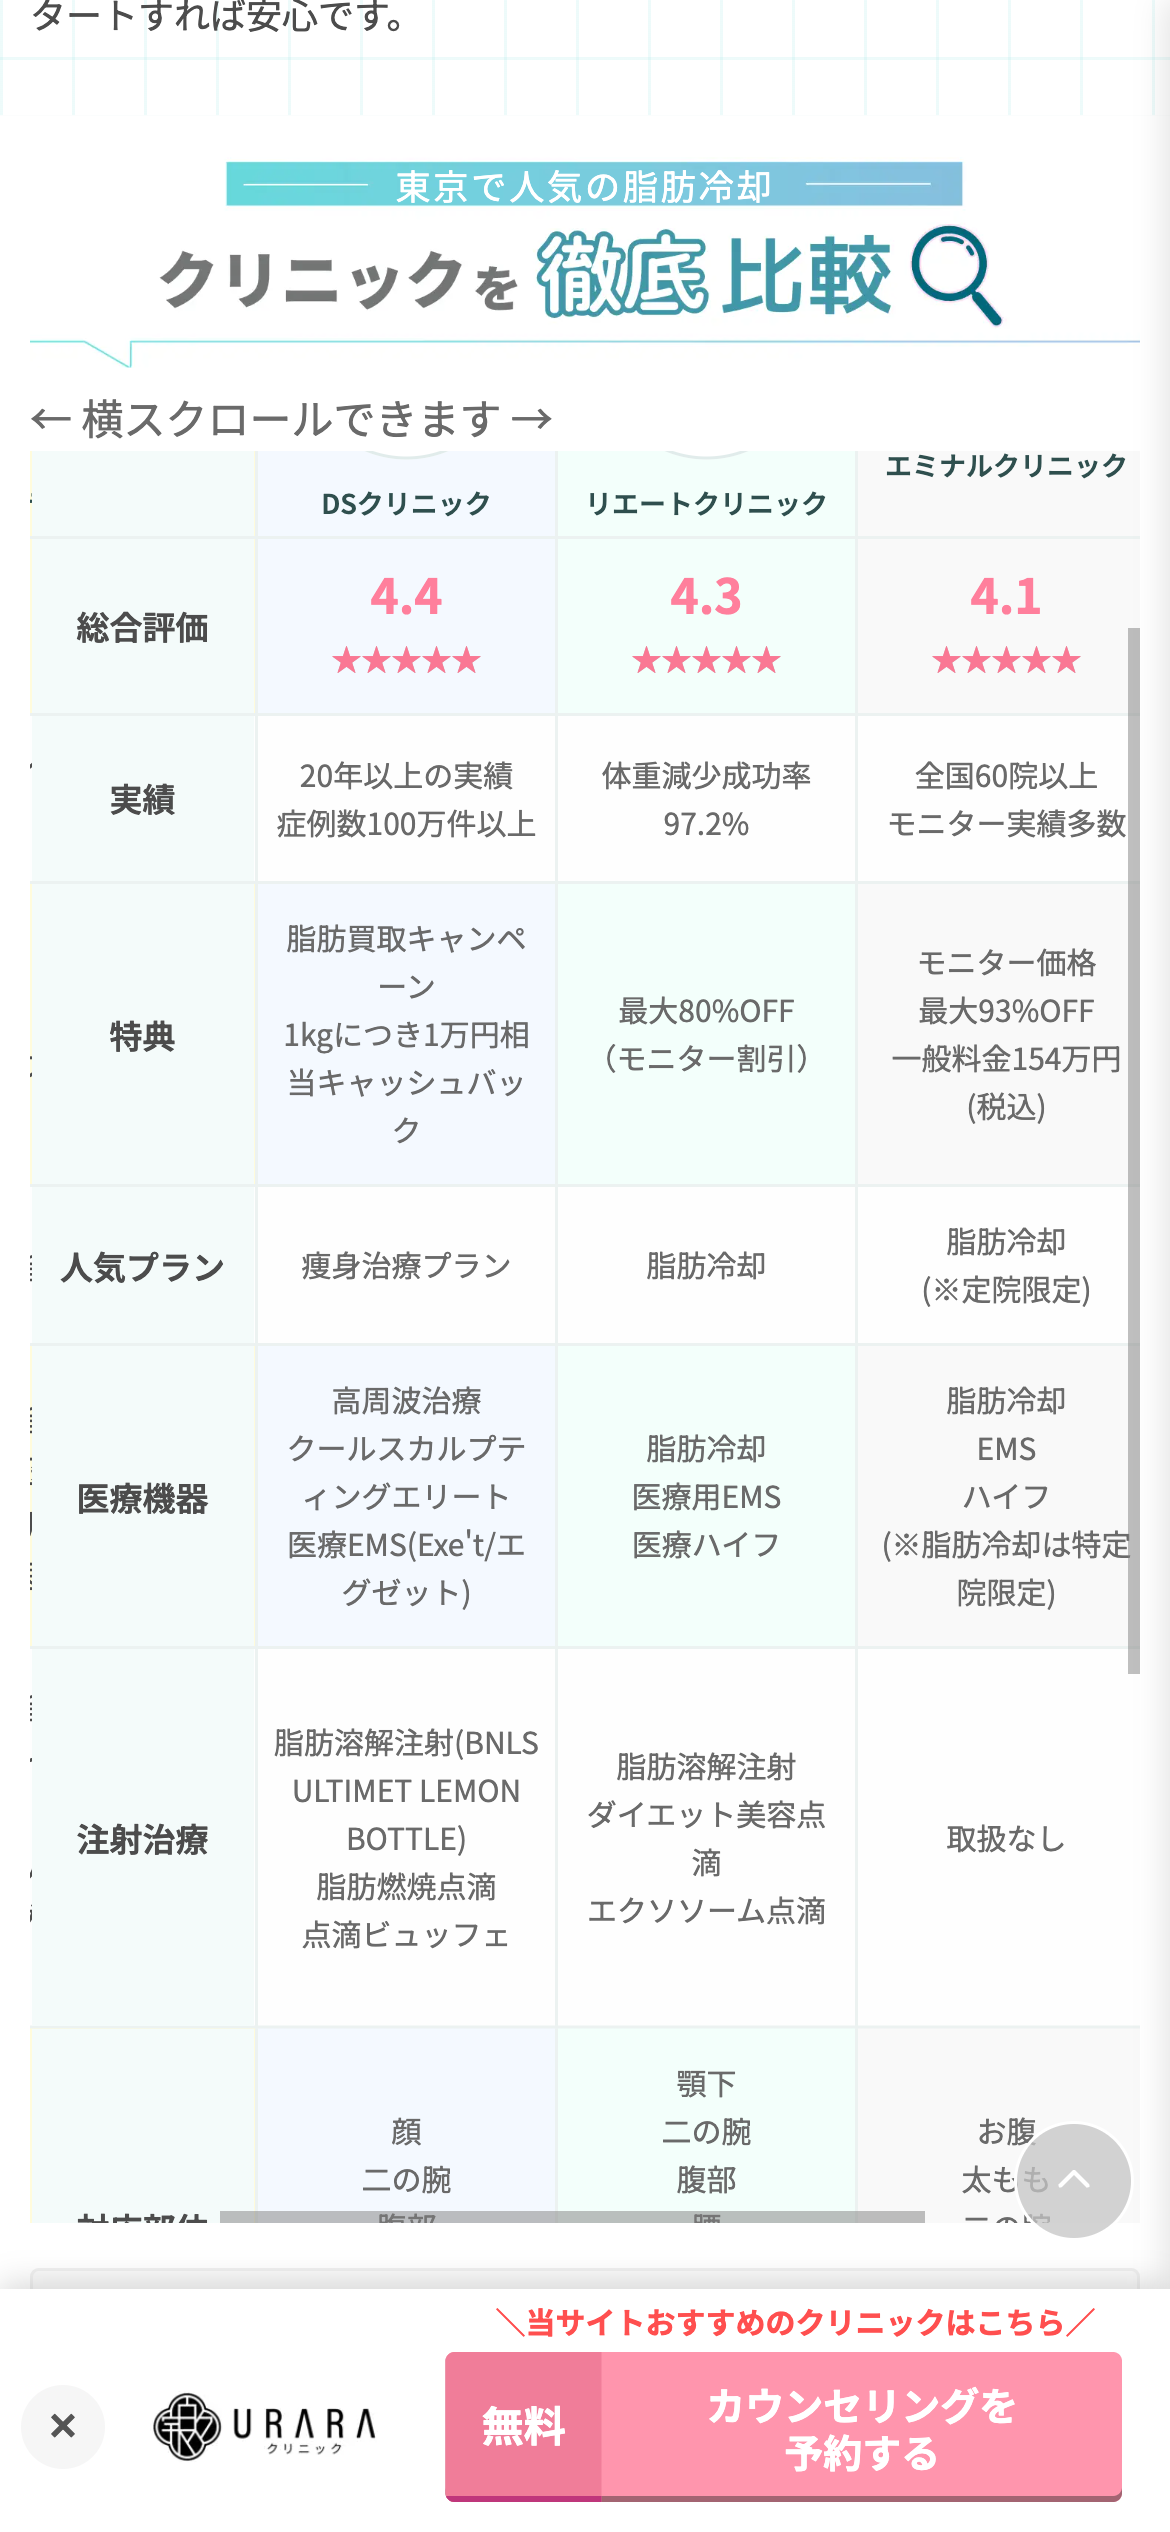 タートすれば安心です。
東京で人気の脂肪冷却
クリニックを徹底比較
← 横スクロールできます →
DSクリニック
リエートクリニック
エミナルクリニック
総合評価
4.4
★★★★★
4.3
★★★★★
4.1
★★★★★
実績
20年以上の実績
症例数100万件以上
体重減少成功率
97.2%
全国60院以上
モニター実績多数
特典
脂肪買取キャンペ
ーン
1kgにつき1万円相
当キャッシュバッ
ク
最大80%OFF
（モニター割引）
モニター価格
最大93%OFF
一般料金154万円
(税込)
人気プラン
痩身治療プラン
脂肪冷却
脂肪冷却
(※定院限定)
医療機器
高周波治療
クールスカルプテ
ィングエリート
医療EMS(Exe't/エ
グゼット)
脂肪冷却
医療用EMS
医療ハイフ
脂肪冷却
EMS
ハイフ
(※脂肪冷却は特定
院限定)
注射治療
脂肪溶解注射(BNLS
ULTIMET LEMON
BOTTLE)
脂肪燃焼点滴
点滴ビュッフェ
脂肪溶解注射
ダイエット美容点
滴
エクソソーム点滴
取扱なし
対応部位
顔
二の腕
腹部
顎下
二の腕
腹部
腰
お腹
太もも
二の腕
＼当サイトおすすめのクリニックはこちら／
URARA
クリニック
無料
カウンセリングを
予約する